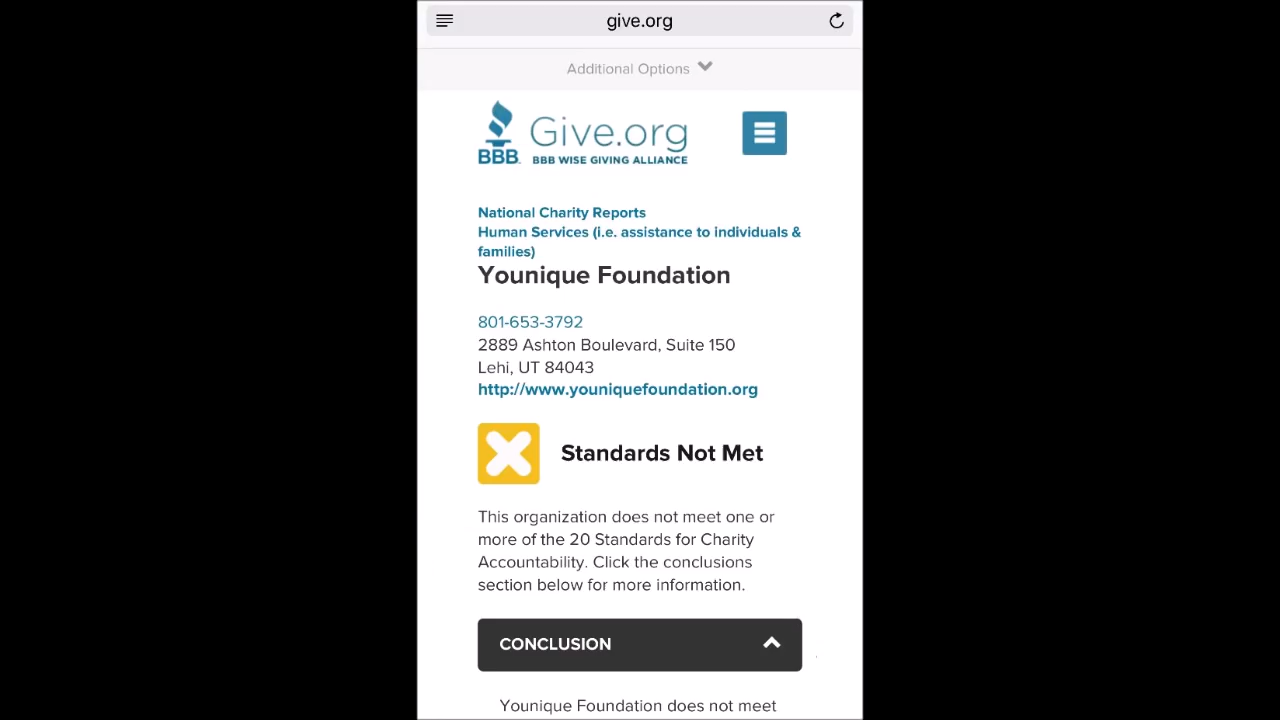 give.org
Additional Options
Give.org
BBB
BBB WISE GIVING ALLIANCE
National Charity Reports
Human Services (i.e. assistance to individuals &
families)
Younique Foundation
801-653-3792
2889 Ashton Boulevard, Suite 150
Lehi, UT 84043
http://www.youniquefoundation.org
Standards Not Met
This organization does not meet one or
more of the 20 Standards for Charity
Accountability. Click the conclusions
section below for more information.
CONCLUSION
Younique Foundation does not meet